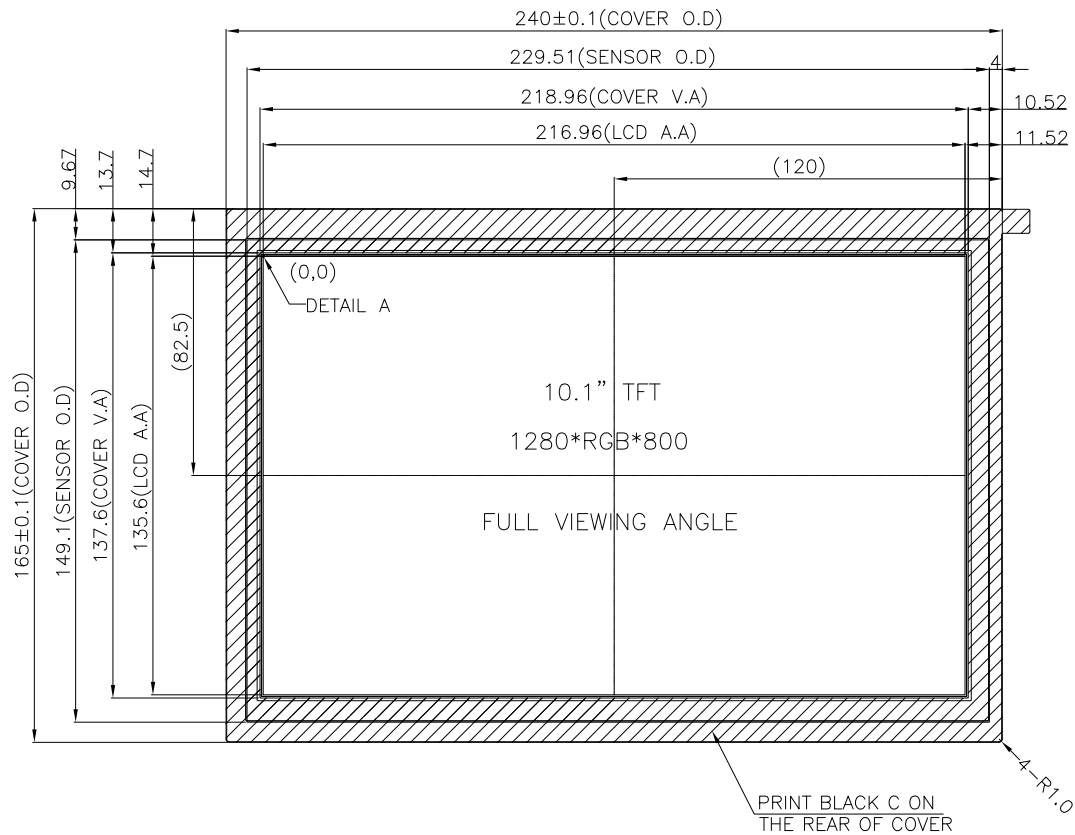 240±0.1(COVER O.D)
229.51(SENSOR O.D)
4
218.96(COVER V.A)
10.52
216.96(LCD A.A)
11.52
(120)
9.67
13.7
14.7
(0,0)
DETAIL A
(82.5)
165±0.1(COVER O.D)
149.1(SENSOR O.D)
137.6(COVER V.A)
135.6(LCD A.A)
10.1” TFT
1280*RGB*800
FULL VIEWING ANGLE
4-R1.0
PRINT BLACK C ON
THE REAR OF COVER